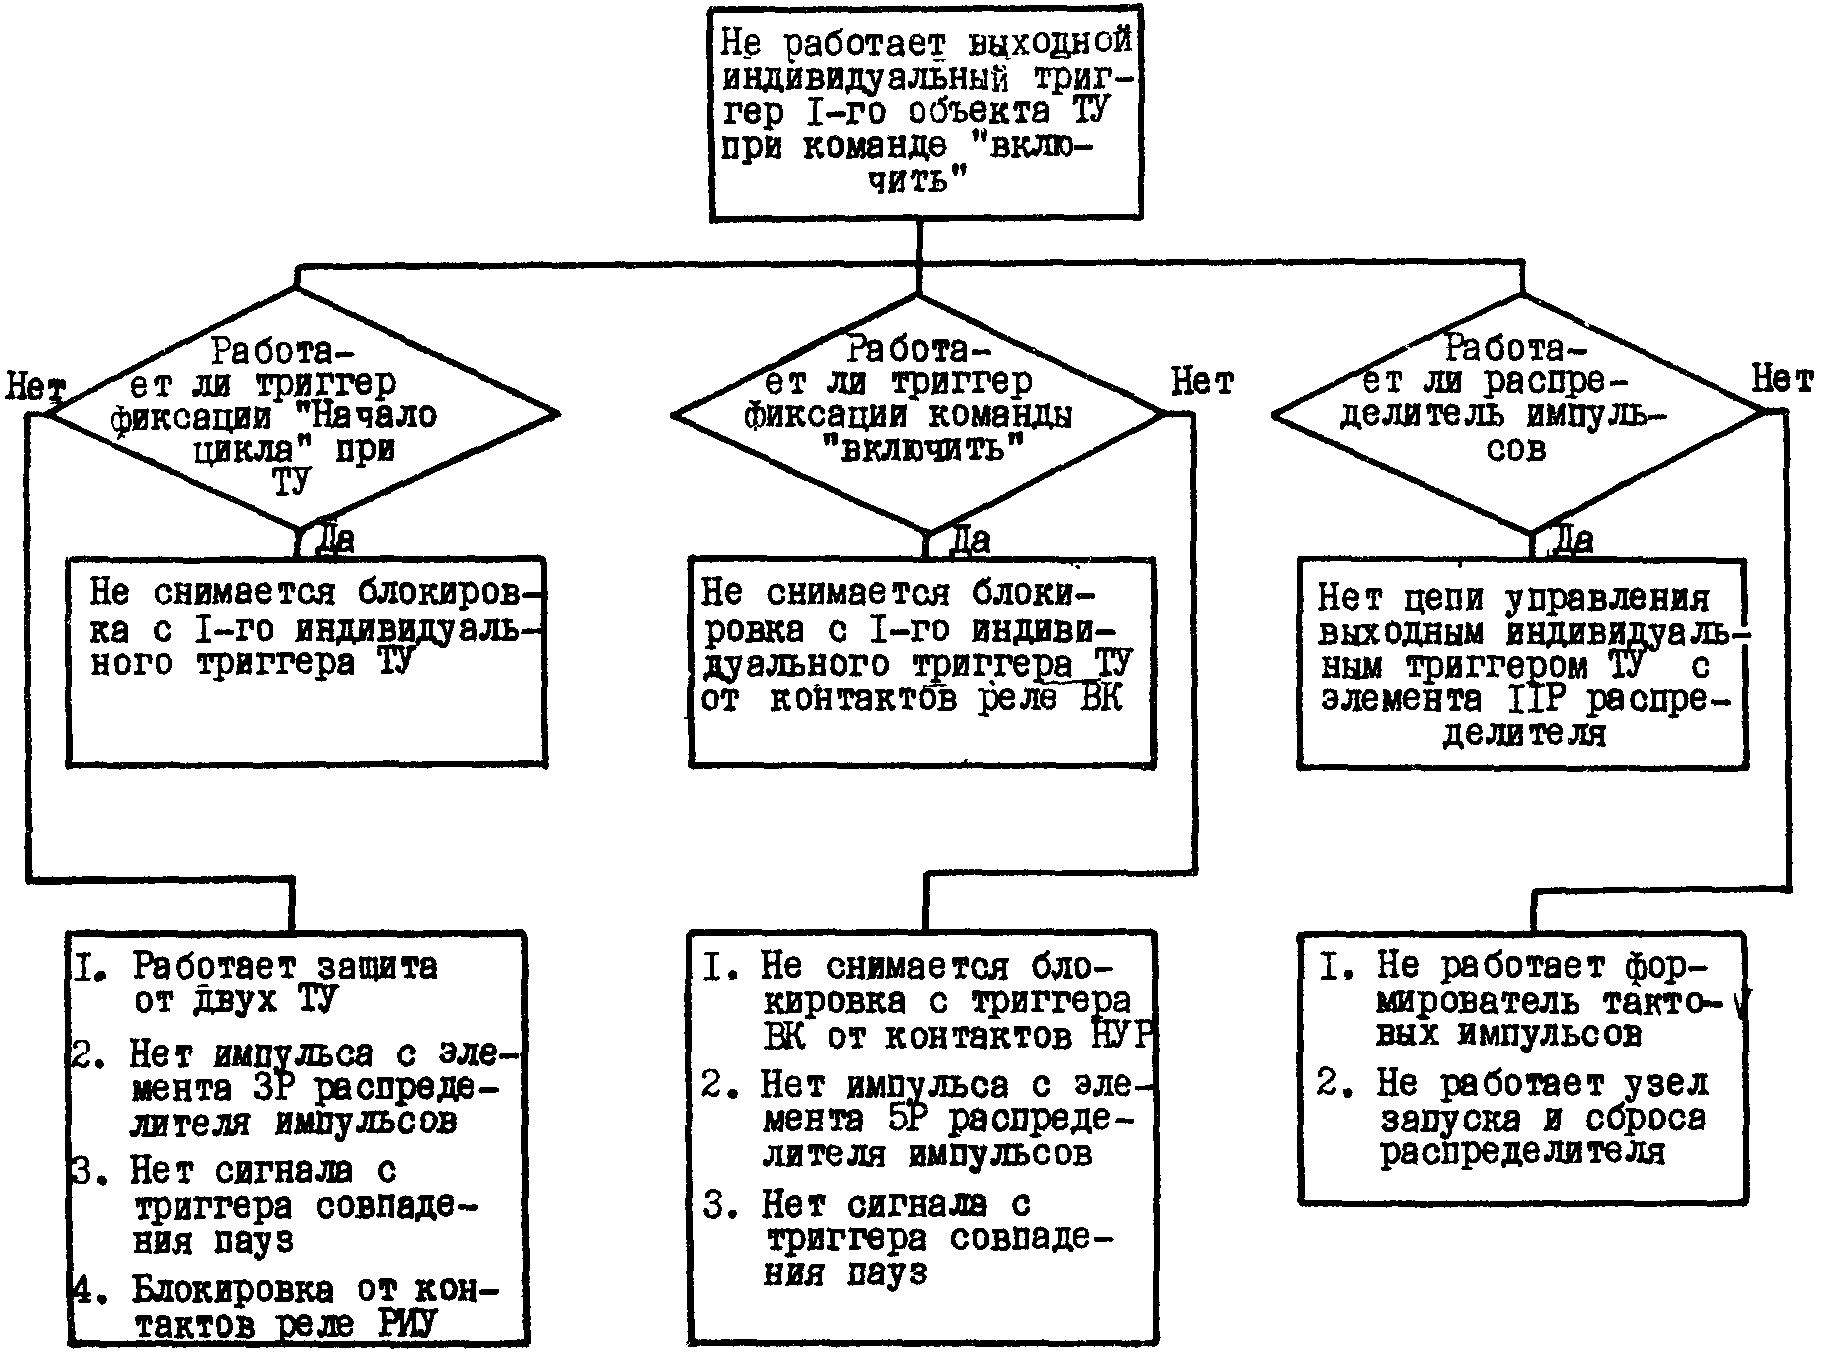 Не работает выходной
индивидуальный триг-
гер I-го объекта ТУ
при команде "вклю-
чить"
Работа-
ет ли триггер
фиксации "Начало
цикла" при
ТУ
Нет
Да
Работа-
ет ли триггер
фиксации команды
"включить"
Нет
Да
Работа-
ет ли распре-
делитель импуль-
сов
Нет
Да
Не снимается блокиров-
ка с I-го индивидуаль-
ного триггера ТУ
Не снимается блоки-
ровка с I-го индиви-
дуального триггера ТУ
от контактов реле ВК
Нет цепи управления
выходным индивидуаль-
ным триггером ТУ с
элемента IIР распре-
делителя
I. Работает защита
от двух ТУ
2. Нет импульса с эле-
мента 3Р распреде-
лителя импульсов
3. Нет сигнала с
триггера совпаде-
ния пауз
4. Блокировка от кон-
тактов реле РИУ
I. Не снимается бло-
кировка с триггера
ВК от контактов НУР
2. Нет импульса с эле-
мента 5Р распреде-
лителя импульсов
3. Нет сигнала с
триггера совпаде-
ния пауз
I. Не работает фор-
мирователь такто-
вых импульсов
2. Не работает узел
запуска и сброса
распределителя